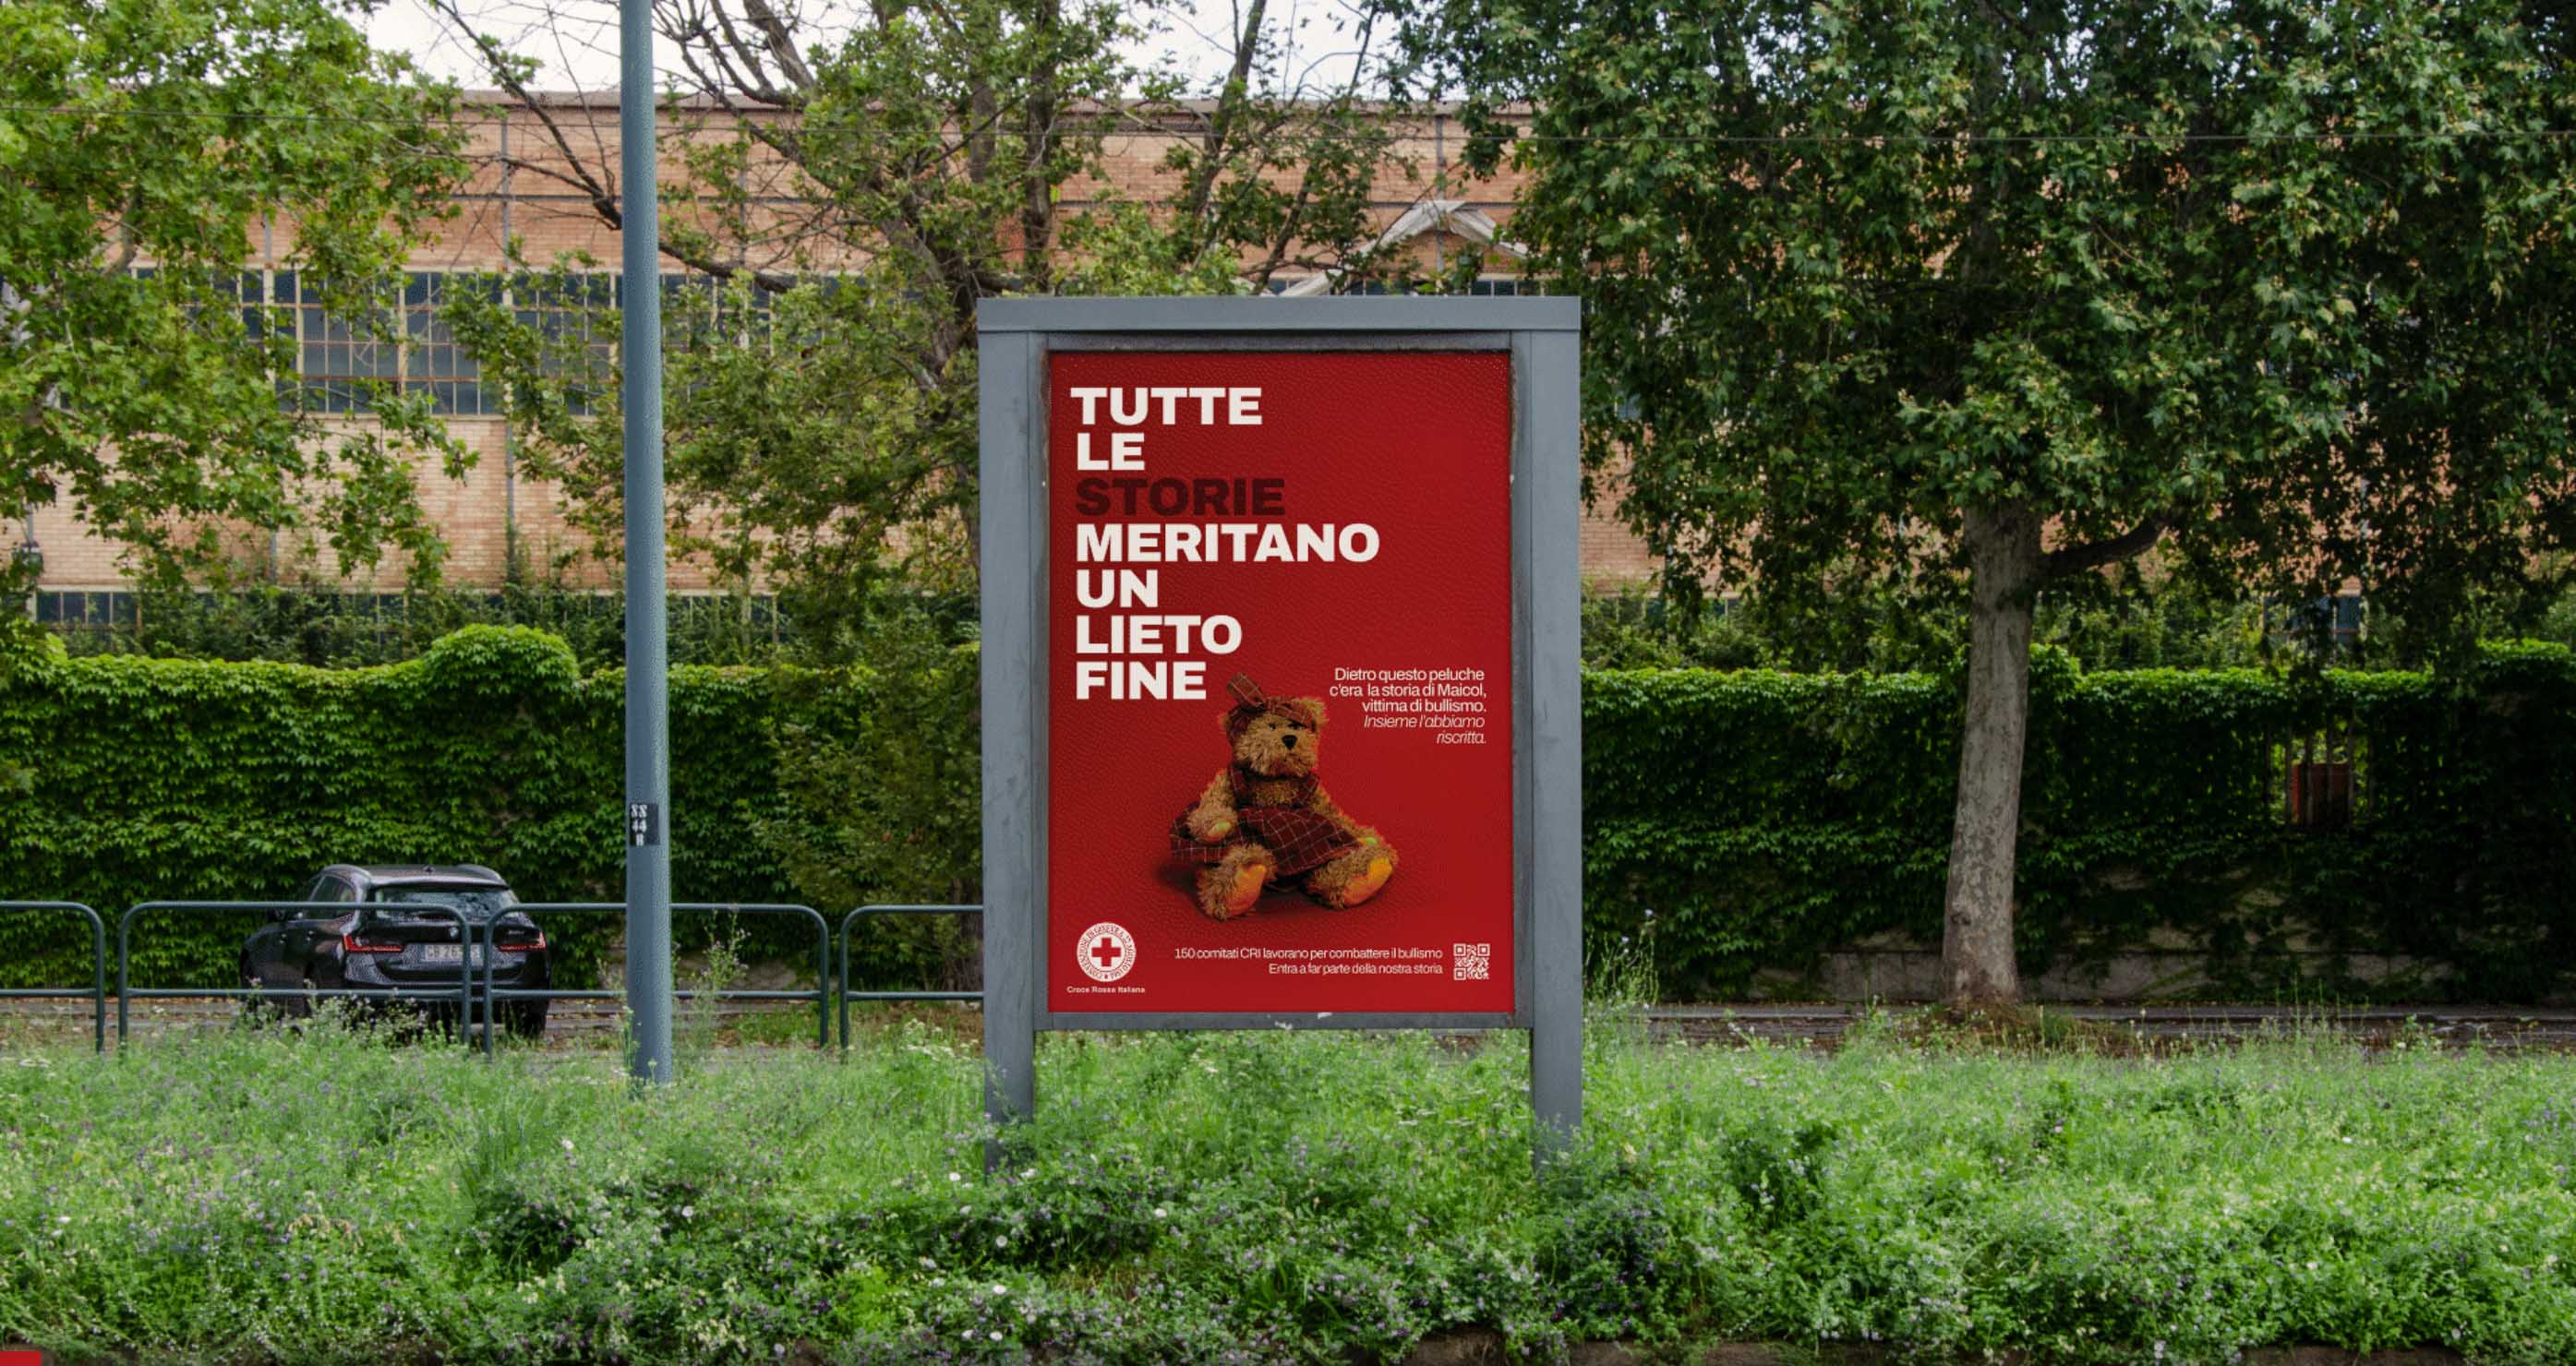 TUTTE
LE
STORIE
MERITANO
UN
LIETO
FINE
Dietro questo peluche
c'era la storia di Maicol,
vittima di bullismo.
Insieme l'abbiamo
riscritta.
150 comitati CRI lavorano per combattere il bullismo
Entra a far parte della nostra storia
Croce Rossa Italiana